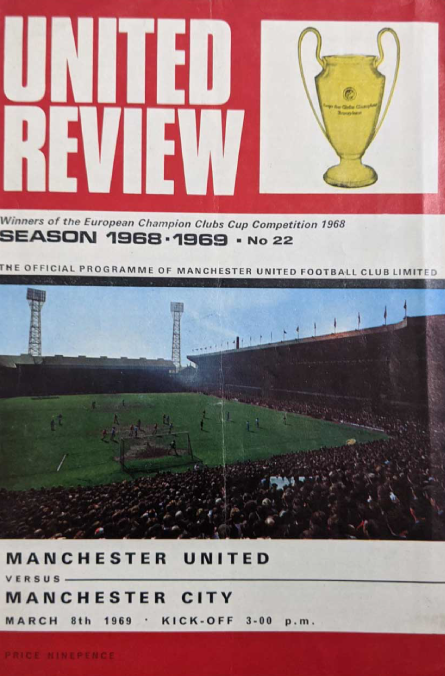 UNITED
REVIEW
Winners of the European Champion Clubs Cup Competition 1968
SEASON 1968·1969 · No 22
THE OFFICIAL PROGRAMME OF MANCHESTER UNITED FOOTBALL CLUB LIMITED
MANCHESTER UNITED
VERSUS
MANCHESTER CITY
MARCH 8th 1969 · KICK-OFF 3-00 p.m.
PRICE NINEPENCE